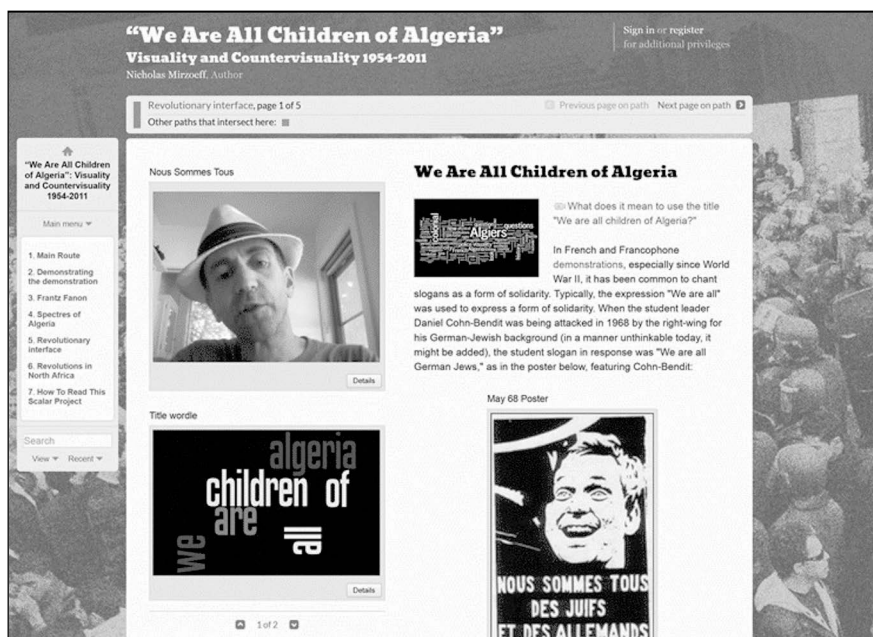 “We Are All Children of Algeria”
Visuality and Countervisuality 1954-2011
Nicholas Mirzoeff, Author
Sign in or register
for additional privileges
Revolutionary interface, page 1 of 5
Previous page on path
Next page on path
Other paths that intersect here:
“We Are All Children
of Algeria”: Visuality
and Countervisuality
1954-2011
Main menu
1. Main Route
2. Demonstrating
the demonstration
3. Frantz Fanon
4. Spectres of
Algeria
5. Revolutionary
interface
6. Revolutions in
North Africa
7. How To Read This
Scalar Project
Search
View
Recent
Nous Sommes Tous
Details
Title wordle
algeria
children of
are
we
all
Details
1 of 2
We Are All Children of Algeria
colonial
questions
Algiers
What does it mean to use the title
"We are all children of Algeria?"
In French and Francophone
demonstrations, especially since World
War II, it has been common to chant
slogans as a form of solidarity. Typically, the expression "We are all"
was used to express a form of solidarity. When the student leader
Daniel Cohn-Bendit was being attacked in 1968 by the right-wing for
his German-Jewish background (in a manner unthinkable today, it
might be added), the student slogan in response was "We are all
German Jews," as in the poster below, featuring Cohn-Bendit:
May 68 Poster
NOUS SOMMES TOUS
DES JUIFS
ET DES ALLEMANDS